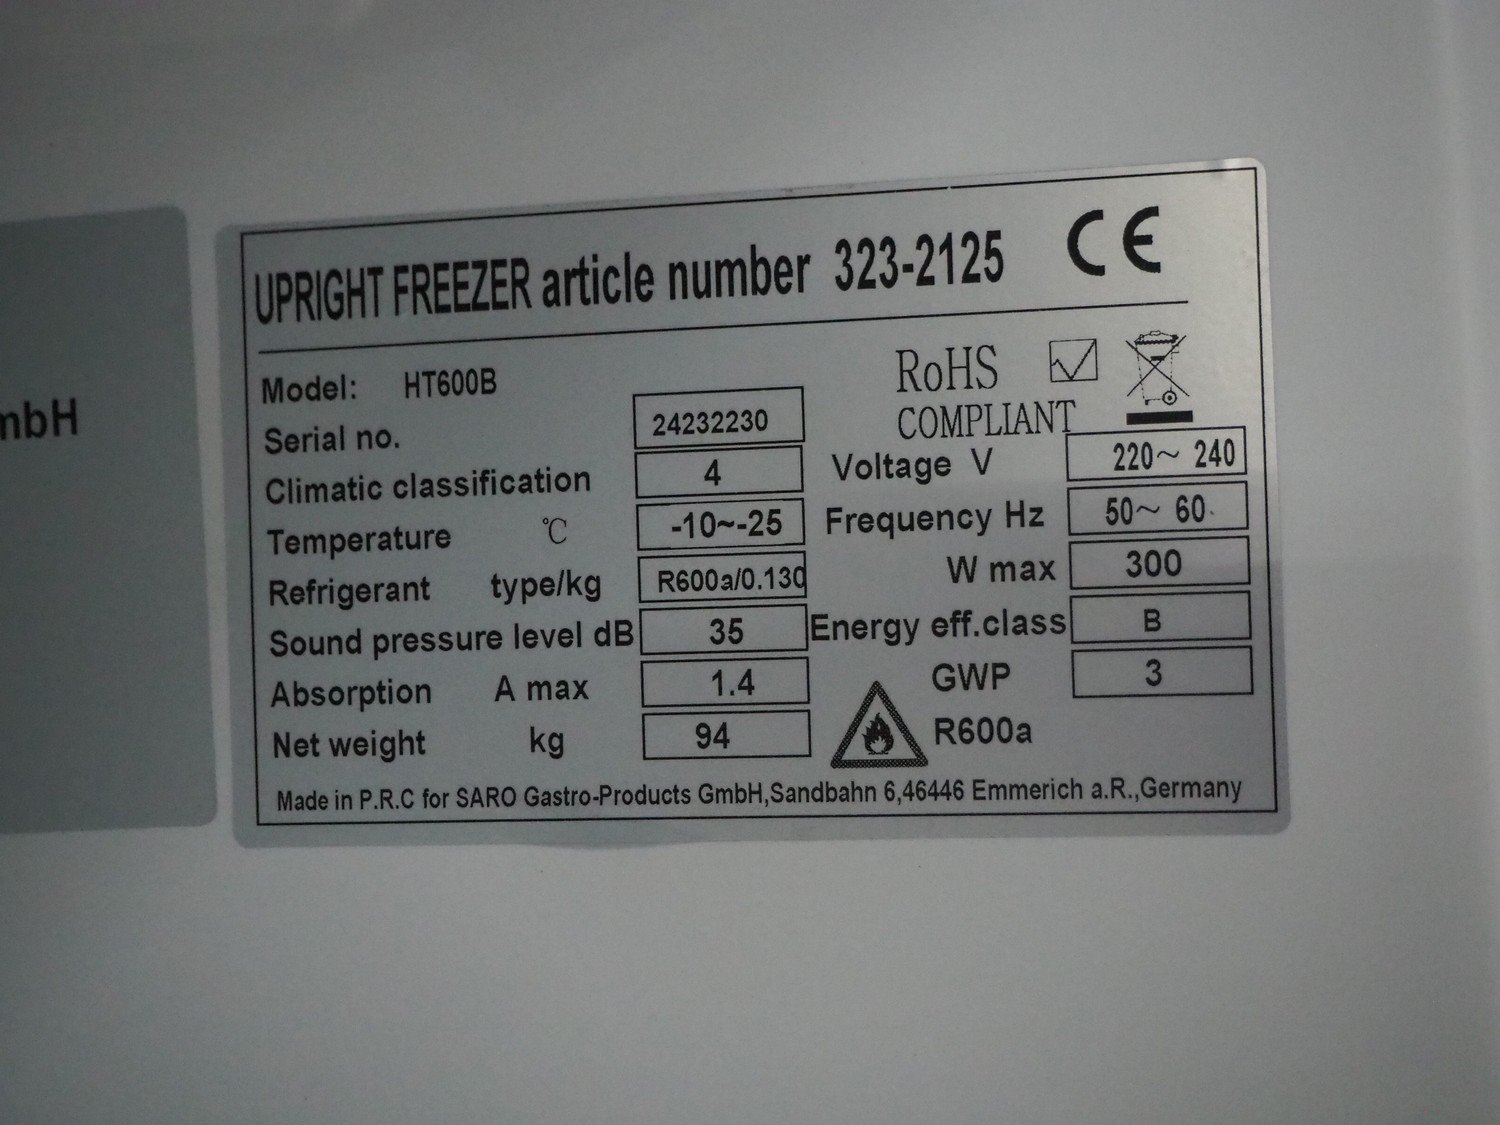 UPRIGHT FREEZER article number 323-2125 CE
Model: HT600B
RoHS
COMPLIANT
Serial no. 24232230
Climatic classification 4
Temperature ℃ -10~-25
Refrigerant type/kg R600a/0.130
Sound pressure level dB 35
Absorption A max 1.4
Net weight kg 94
Voltage V 220~ 240
Frequency Hz 50~ 60
W max 300
Energy eff.class B
GWP 3
R600a
Made in P.R.C for SARO Gastro-Products GmbH,Sandbahn 6,46446 Emmerich a.R.,Germany
mbH